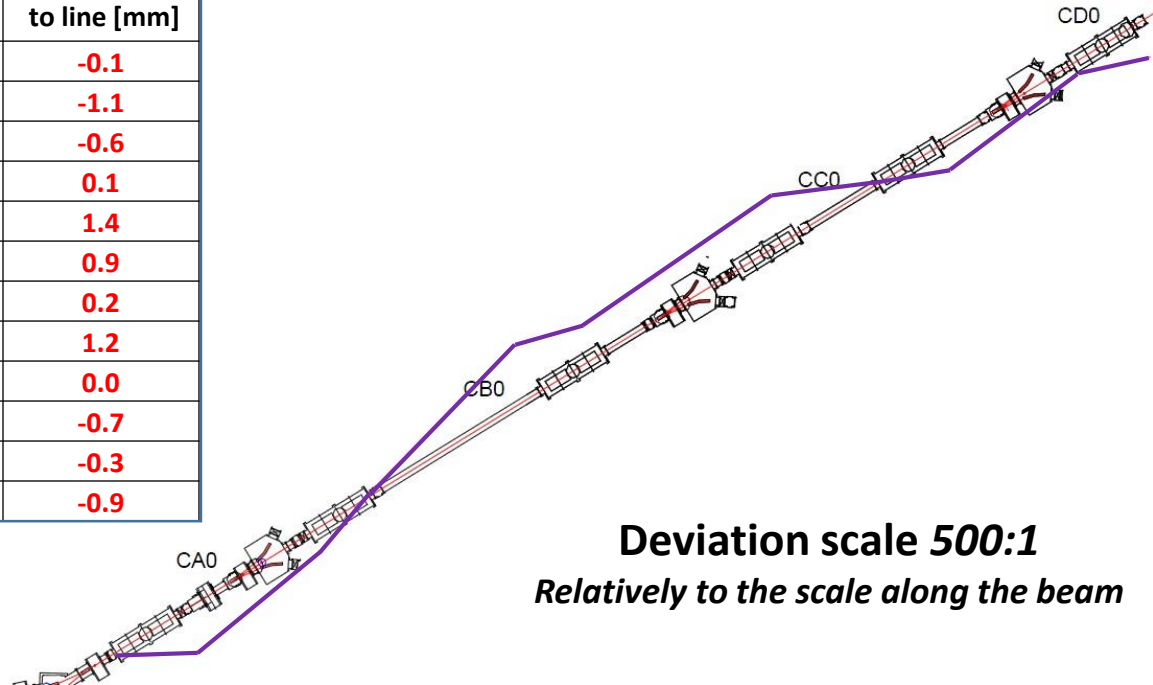 to line [mm]
-0.1
-1.1
-0.6
0.1
1.4
0.9
0.2
1.2
0.0
-0.7
-0.3
-0.9
CD0
CC0
CB0
CA0
Deviation scale 500:1
Relatively to the scale along the beam